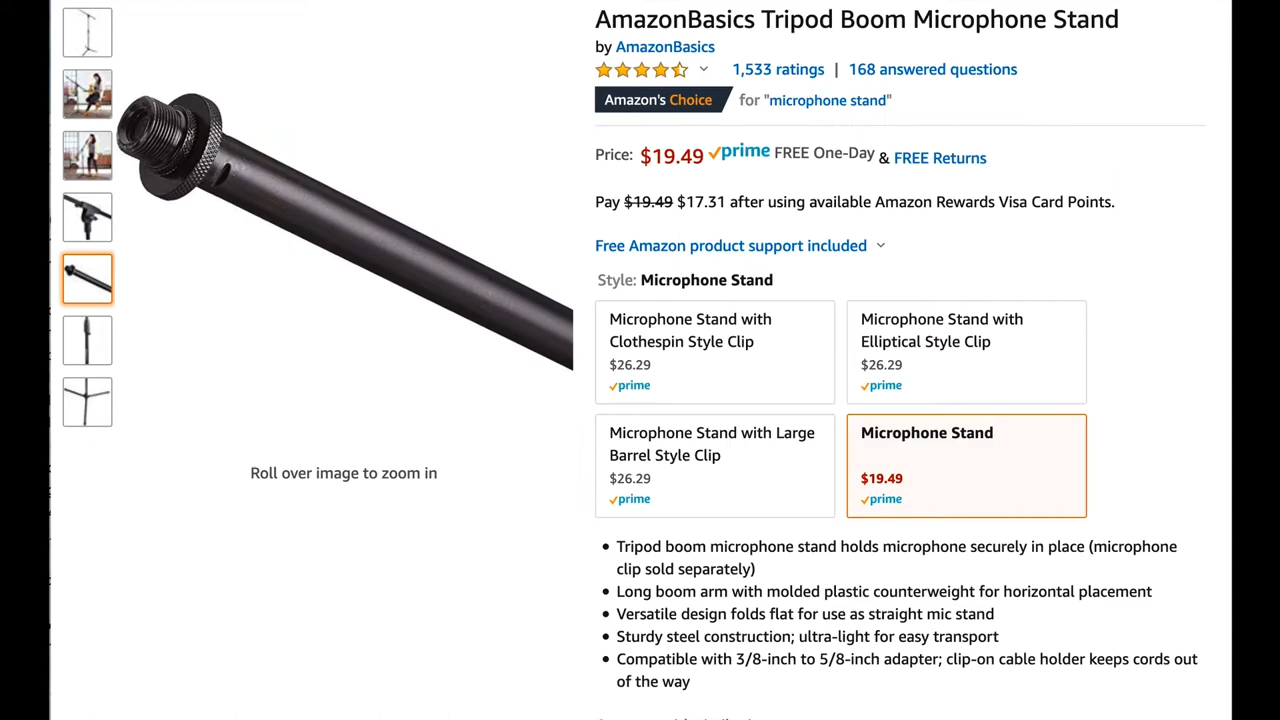 AmazonBasics Tripod Boom Microphone Stand
by AmazonBasics
1,533 ratings | 168 answered questions
Amazon's Choice for "microphone stand"
Price: $19.49 prime FREE One-Day & FREE Returns
Pay $19.49 $17.31 after using available Amazon Rewards Visa Card Points.
Free Amazon product support included
Style: Microphone Stand
Microphone Stand with
Clothespin Style Clip
$26.29
prime
Microphone Stand with
Elliptical Style Clip
$26.29
prime
Microphone Stand with Large
Barrel Style Clip
$26.29
prime
Microphone Stand
$19.49
prime
Roll over image to zoom in
• Tripod boom microphone stand holds microphone securely in place (microphone
clip sold separately)
• Long boom arm with molded plastic counterweight for horizontal placement
• Versatile design folds flat for use as straight mic stand
• Sturdy steel construction; ultra-light for easy transport
• Compatible with 3/8-inch to 5/8-inch adapter; clip-on cable holder keeps cords out
of the way